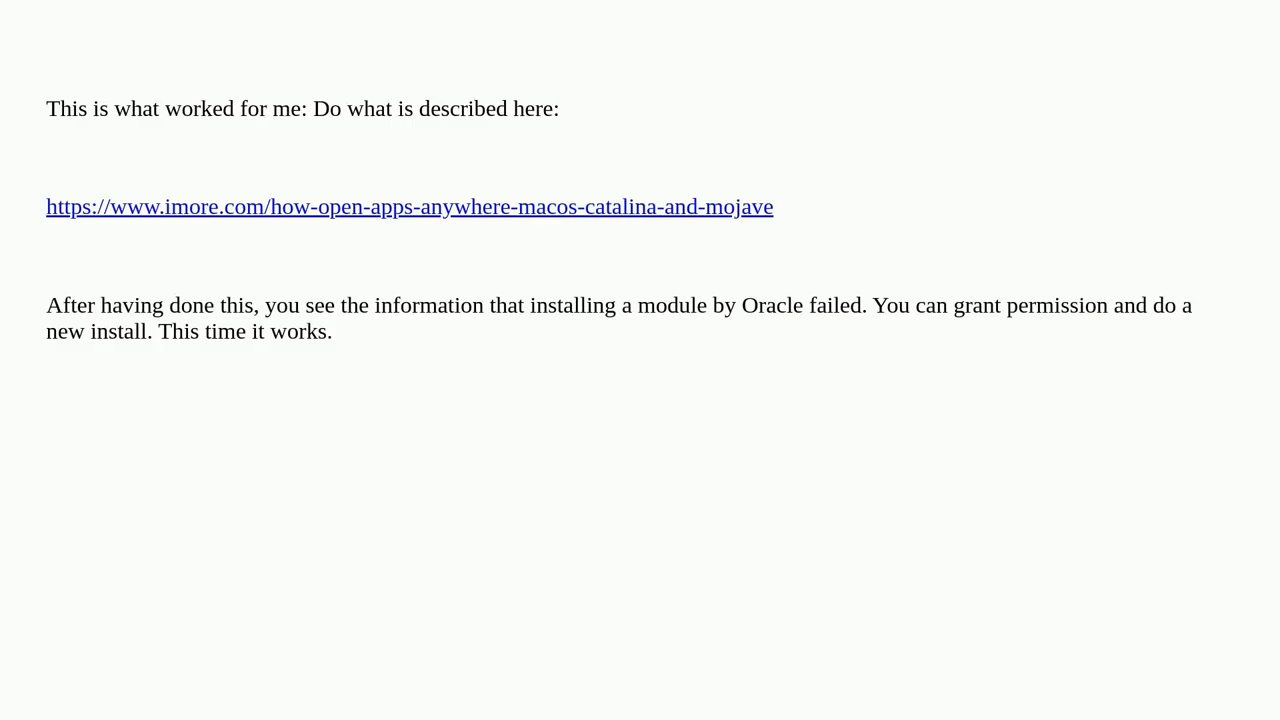 This is what worked for me: Do what is described here:
https://www.imore.com/how-open-apps-anywhere-macos-catalina-and-mojave
After having done this, you see the information that installing a module by Oracle failed. You can grant permission and do a
new install. This time it works.